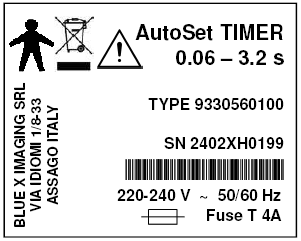 AutoSet TIMER
0.06 – 3.2 s
TYPE 9330560100
SN 2402XH0199
220-240 V ~ 50/60 Hz
Fuse T 4A
BLUE X IMAGING SRL
VIA IDIOMI 1/8-33
ASSAGO ITALY